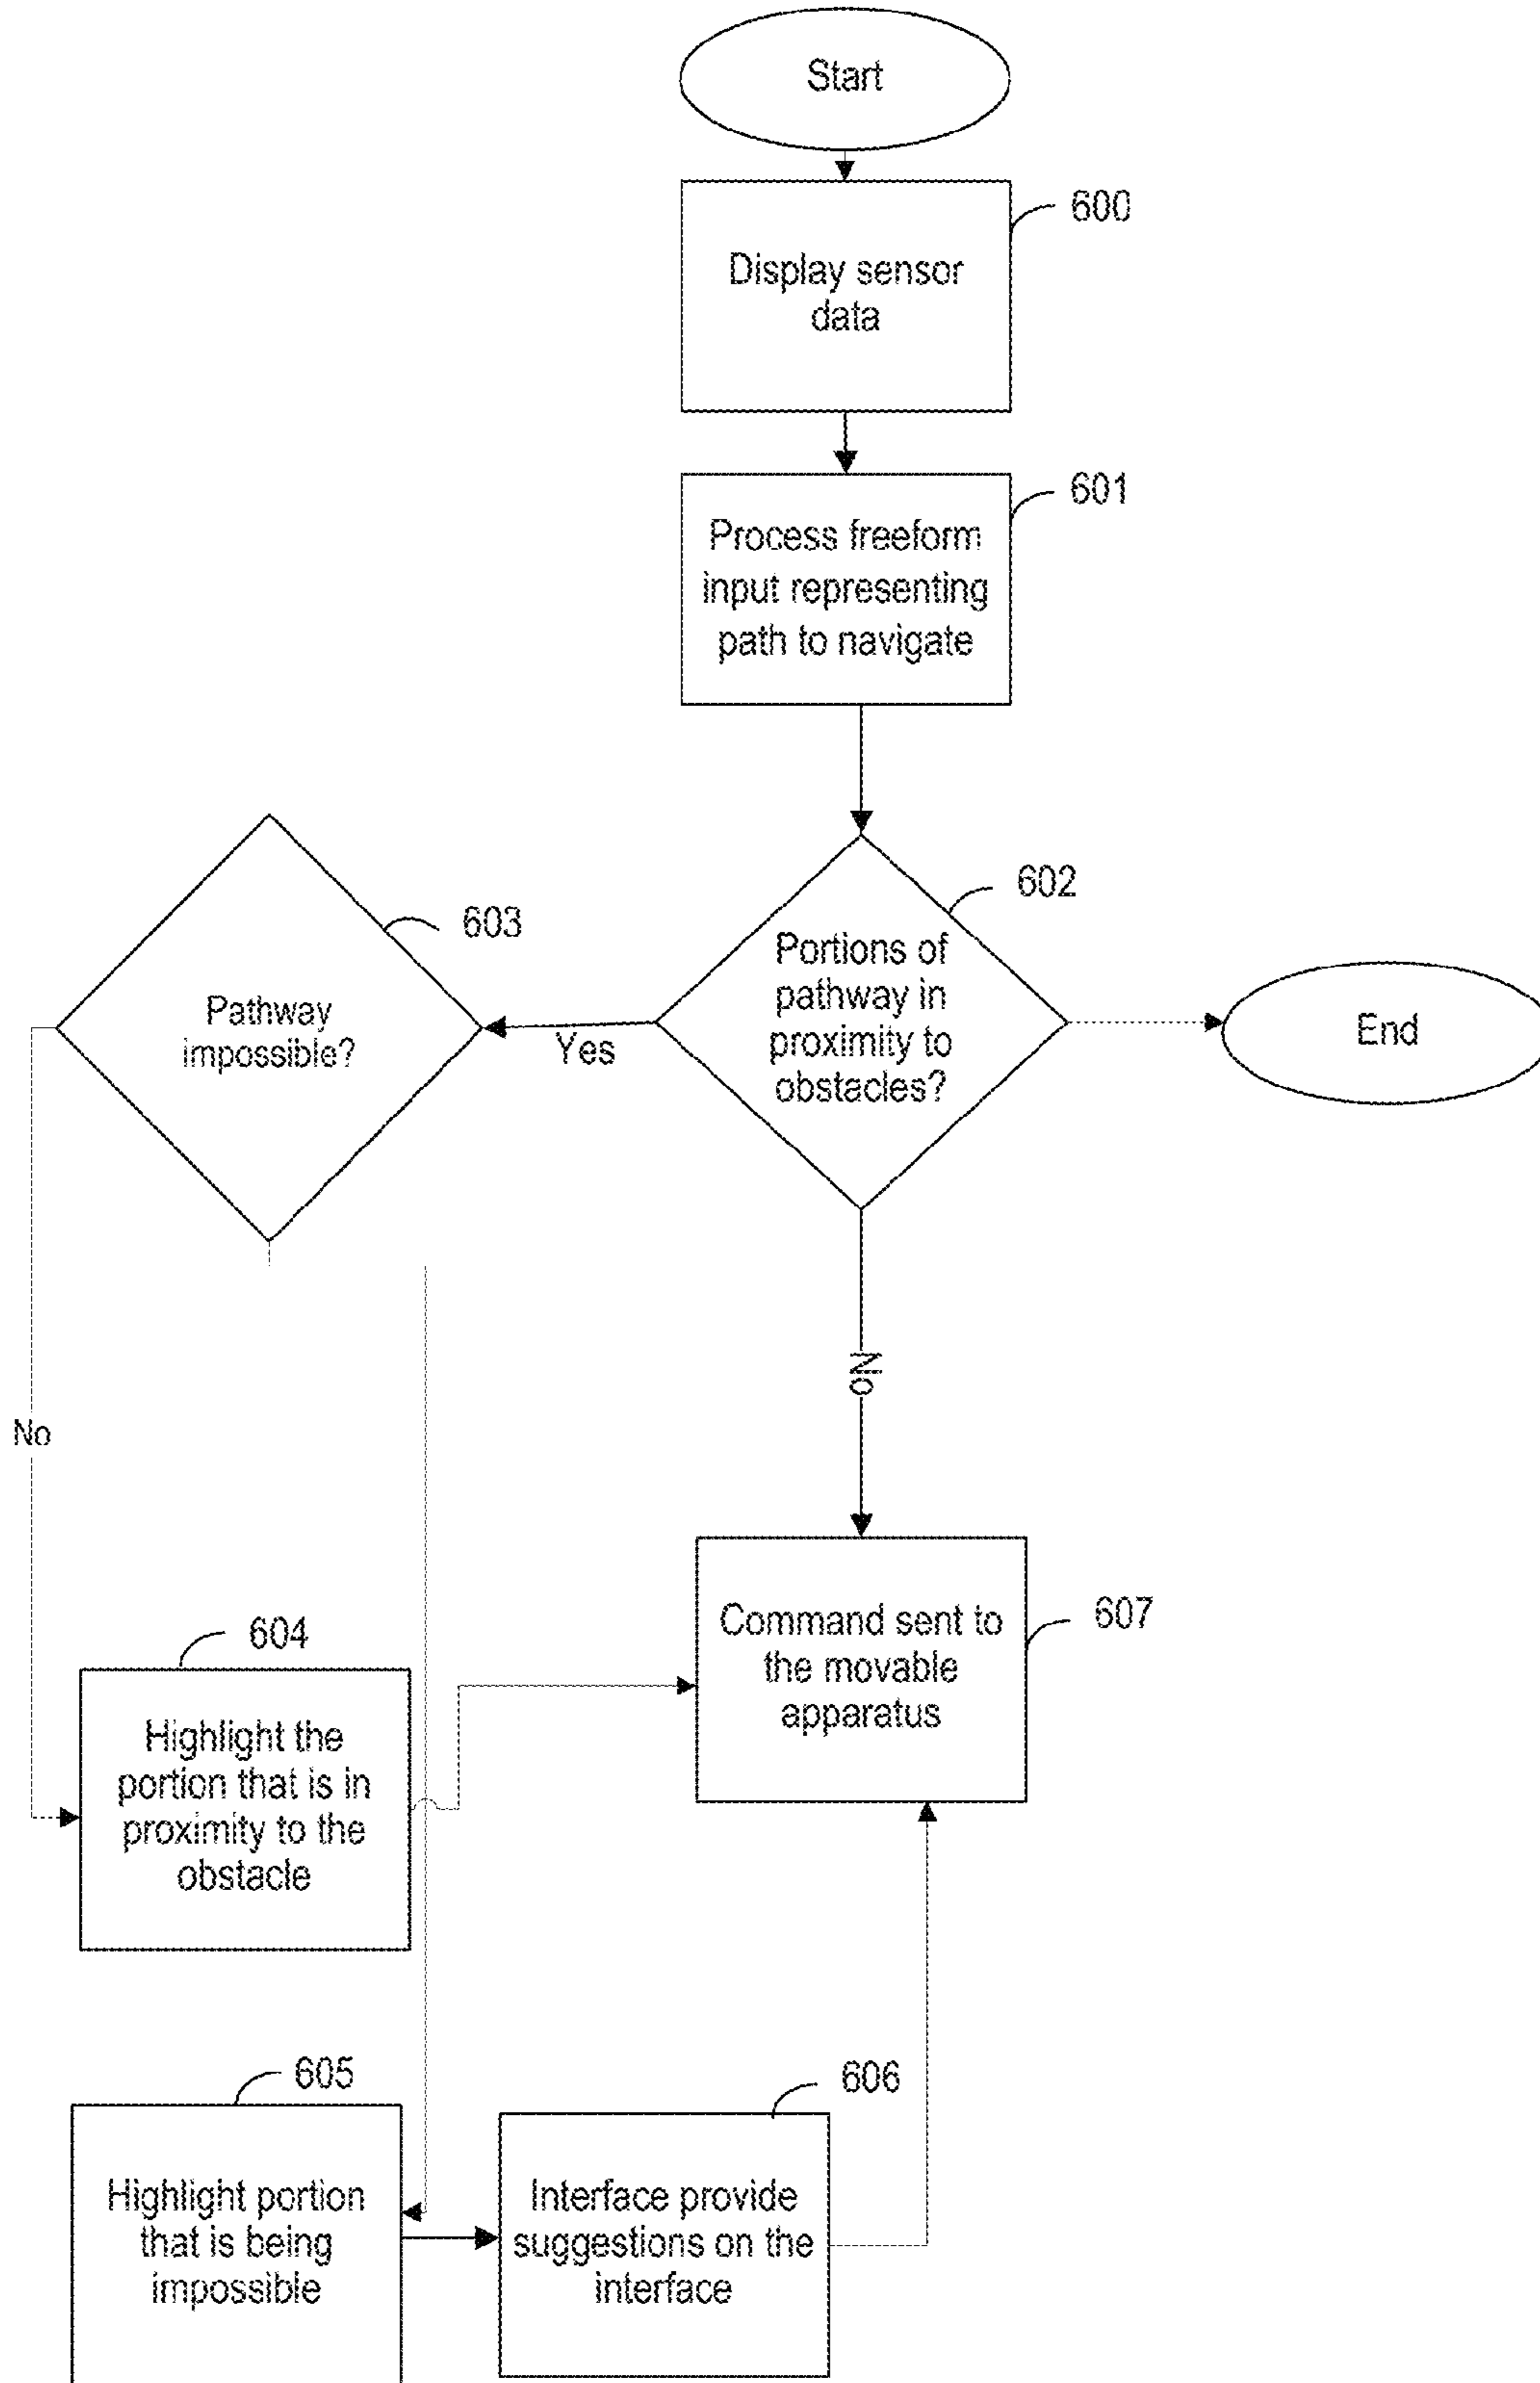 Start
600
Display sensor
data
601
Process freeform
input representing
path to navigate
602
Portions of
pathway in
proximity to
obstacles?
603
Pathway
impossible?
Yes
End
No
No
604
Highlight the
portion that is in
proximity to the
obstacle
607
Command sent to
the movable
apparatus
605
Highlight portion
that is being
impossible
606
Interface provide
suggestions on the
interface